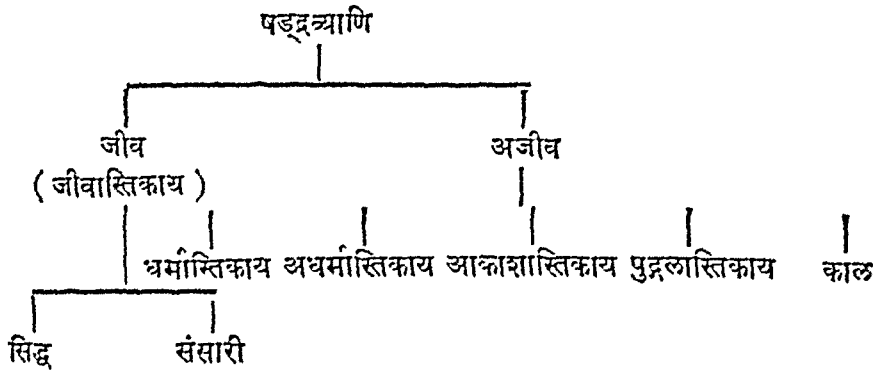 षड्द्रव्याणि
जीव अजीव
( जीवास्तिकाय )
धर्मास्तिकाय अधर्मास्तिकाय आकाशास्तिकाय पुद्गलास्तिकाय काल
सिद्ध संसारी